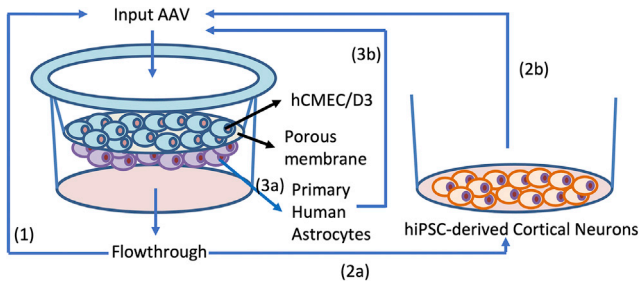 Input AAV
(3b)
(2b)
hCMEC/D3
Porous
membrane
(3a)
Primary
Human
Astrocytes
hiPSC-derived Cortical Neurons
(1)
Flowthrough
(2a)